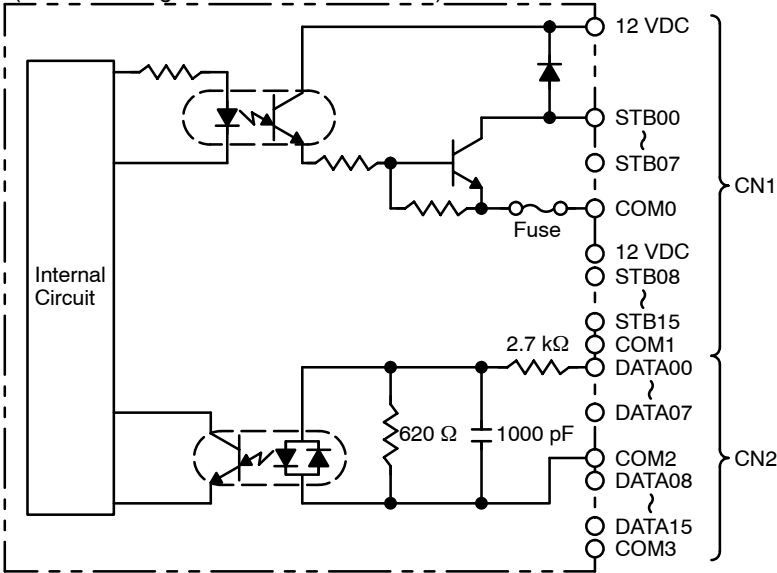 12 VDC
STB00
~
STB07
CN1
COM0
Fuse
12 VDC
Internal
Circuit
STB08
~
STB15
2.7 kΩ
COM1
DATA00
~
DATA07
620 Ω
1000 pF
COM2
CN2
DATA08
~
DATA15
COM3